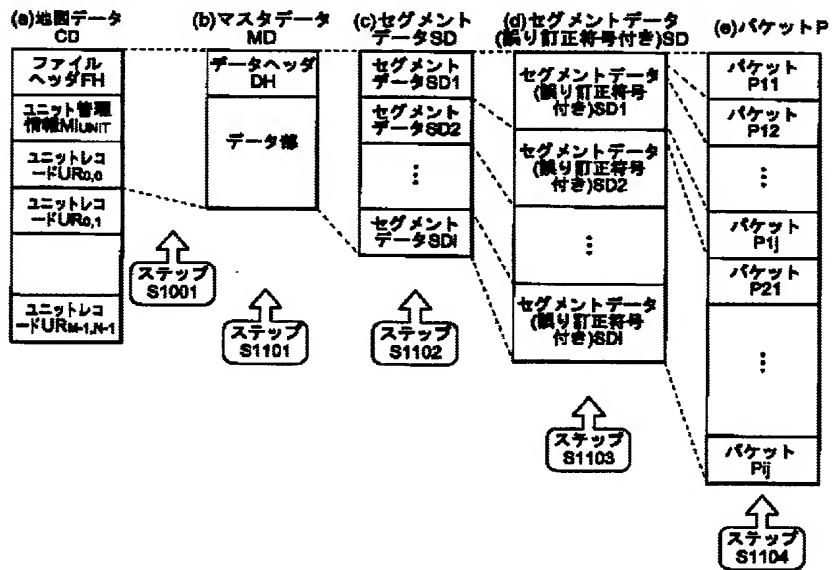 (a)地図データ
CD
ファイル
ヘッダFH
ユニット管理
情報MIUNIT
ユニットレコ
ードUR0,0
ユニットレコ
ードUR0,1
ユニットレコ
ードURM-1,N-1
ステップ
S1001
(b)マスタデータ
MD
データヘッダ
DH
データ部
ステップ
S1101
(c)セグメント
データSD
セグメント
データSD1
セグメント
データSD2
⋮
セグメント
データSDi
ステップ
S1102
(d)セグメントデータ
(誤り訂正符号付き)SD
セグメントデータ
(誤り訂正符号
付き)SD1
セグメントデータ
(誤り訂正符号
付き)SD2
⋮
セグメントデータ
(誤り訂正符号
付き)SDi
ステップ
S1103
(e)パケットP
パケット
P11
パケット
P12
⋮
パケット
P1j
パケット
P21
⋮
パケット
Pij
ステップ
S1104